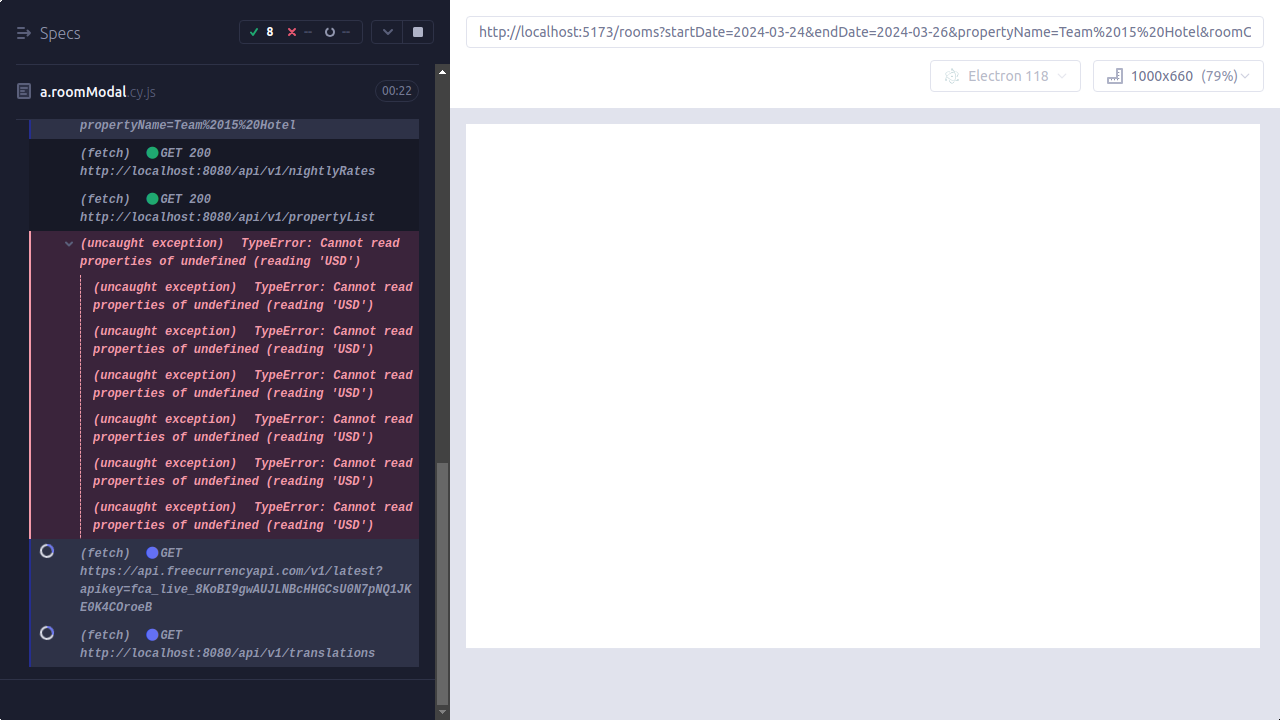 Specs
8
--
--
http://localhost:5173/rooms?startDate=2024-03-24&endDate=2024-03-26&propertyName=Team%2015%20Hotel&roomC
Electron 118
1000x660 (79%)
a.roomModal.cy.js
00:22
propertyName=Team%2015%20Hotel
(fetch) GET 200
http://localhost:8080/api/v1/nightlyRates
(fetch) GET 200
http://localhost:8080/api/v1/propertyList
(uncaught exception) TypeError: Cannot read
properties of undefined (reading 'USD')
(uncaught exception) TypeError: Cannot read
properties of undefined (reading 'USD')
(uncaught exception) TypeError: Cannot read
properties of undefined (reading 'USD')
(uncaught exception) TypeError: Cannot read
properties of undefined (reading 'USD')
(uncaught exception) TypeError: Cannot read
properties of undefined (reading 'USD')
(uncaught exception) TypeError: Cannot read
properties of undefined (reading 'USD')
(uncaught exception) TypeError: Cannot read
properties of undefined (reading 'USD')
(fetch) GET
https://api.freecurrencyapi.com/v1/latest?
apikey=fca_live_8KoBI9gwAUJLNBcHHGCsU0N7pNQ1JK
E0K4COroeB
(fetch) GET
http://localhost:8080/api/v1/translations